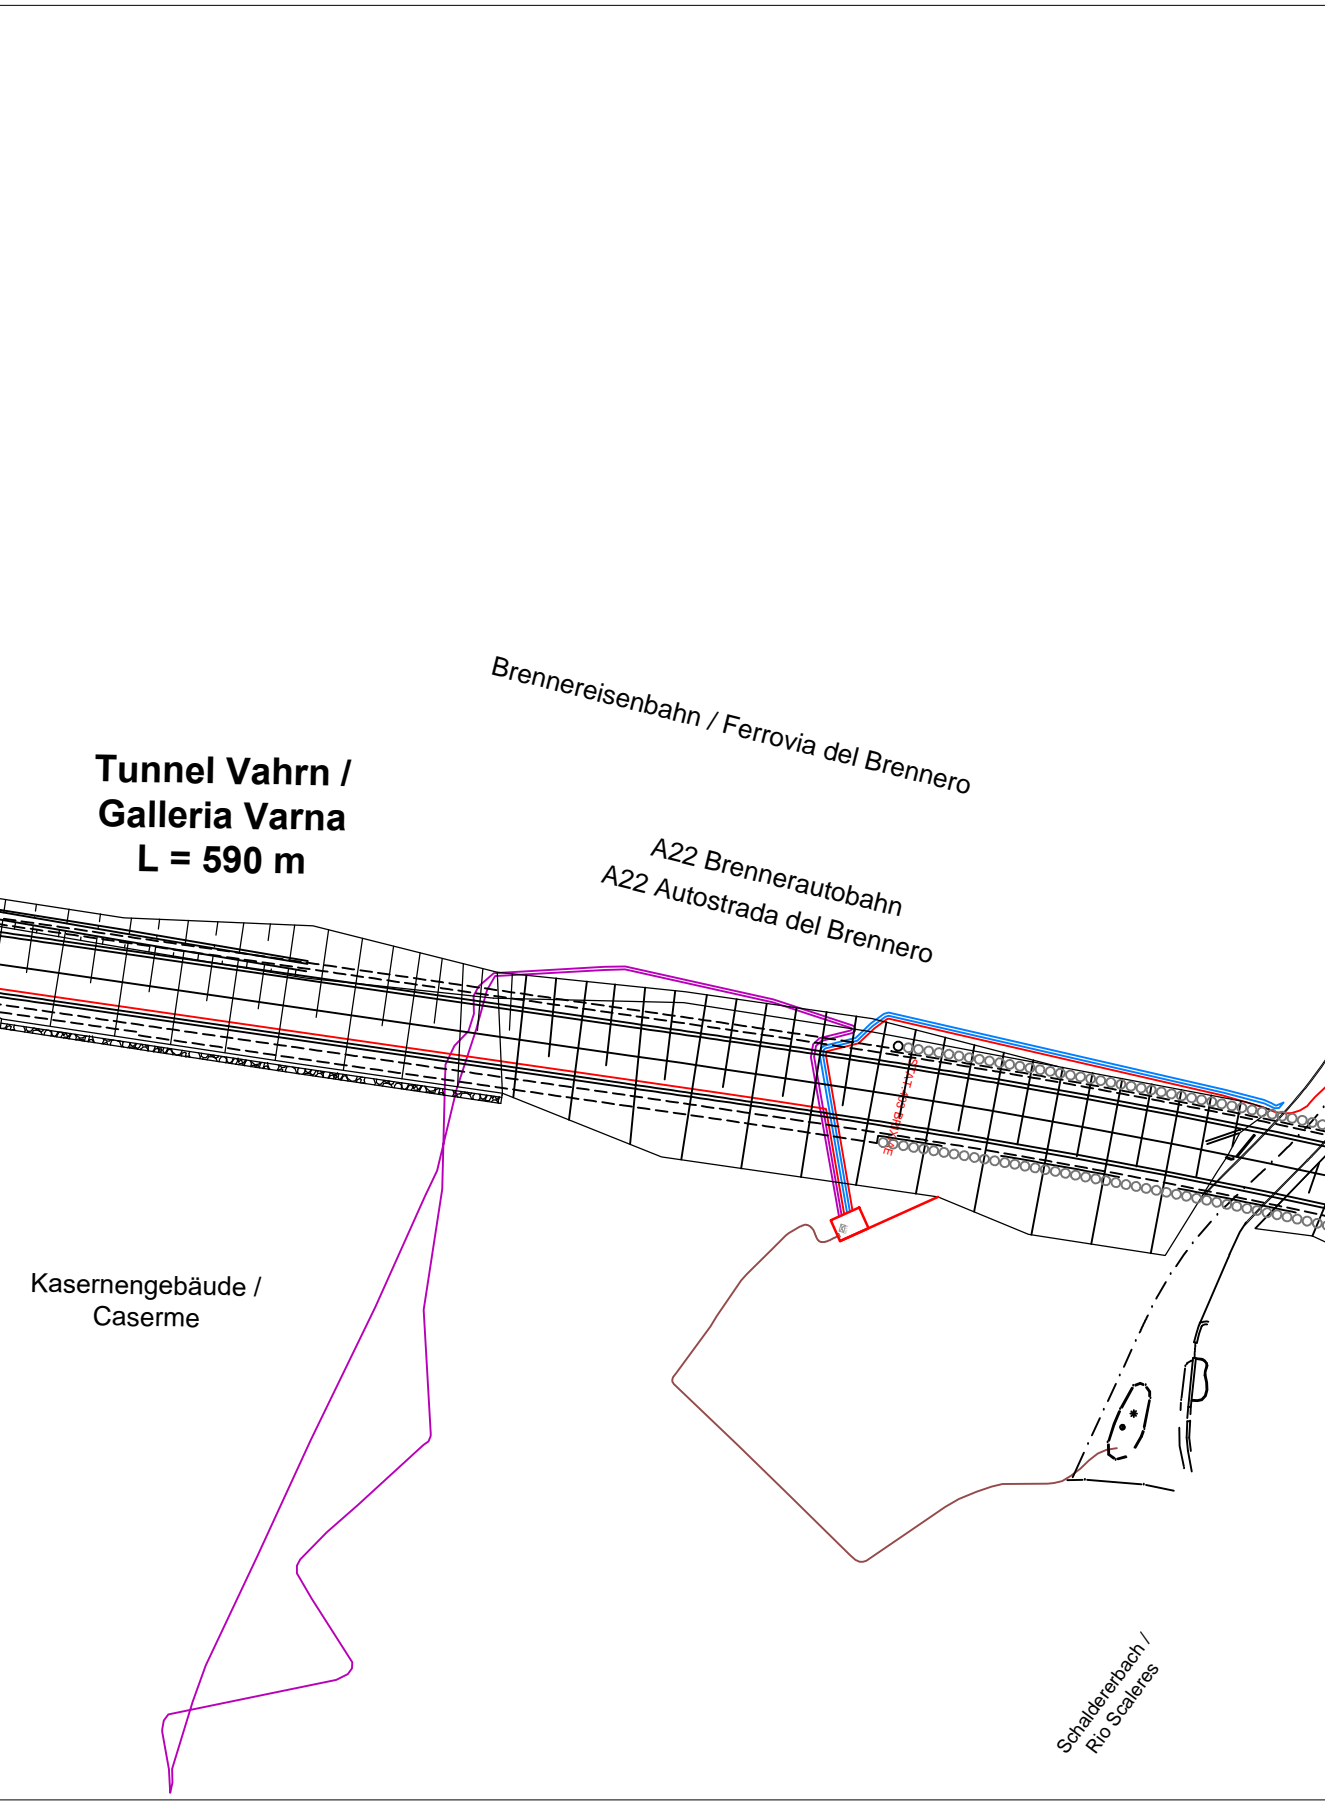 Brennereisenbahn / Ferrovia del Brennero
Tunnel Vahrn /
Galleria Varna
L = 590 m
A22 Brennerautobahn
A22 Autostrada del Brennero
Kasernengebäude /
Caserme
Schaldererbach /
Rio Scaleres